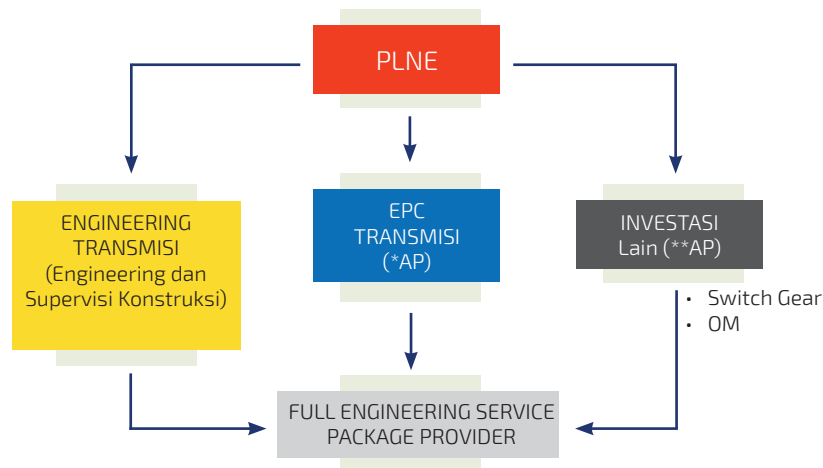 PLNE
ENGINEERING
TRANSMISI
(Engineering dan
Supervisi Konstruksi)
EPC
TRANSMISI
(*AP)
INVESTASI
Lain (**AP)
• Switch Gear
• OM
FULL ENGINEERING SERVICE
PACKAGE PROVIDER